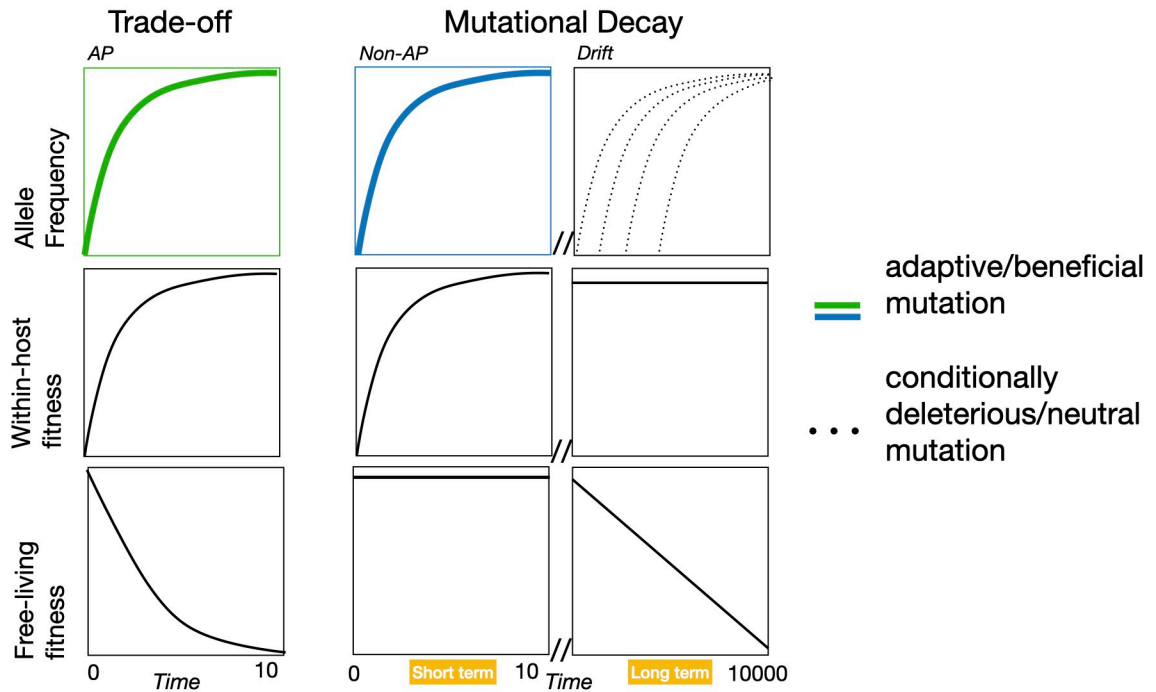 Trade-off
Mutational Decay
AP
Non-AP
Drift
Allele
Frequency
Within-host
fitness
Free-living
fitness
//
//
//
0
10
Time
0
Short term
10
Time
Long term
10000
adaptive/beneficial
mutation
conditionally
deleterious/neutral
mutation